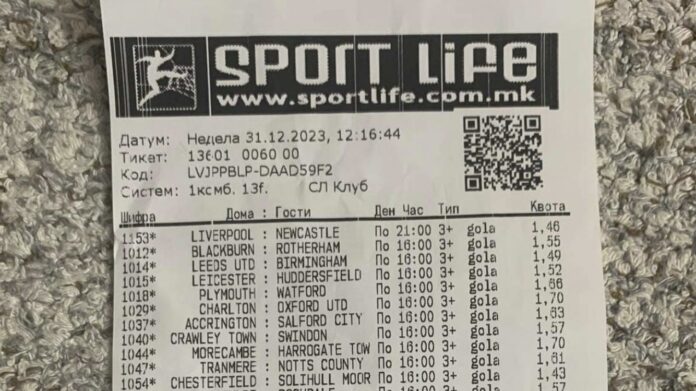 SPORT LIFE
www.sportlife.com.mk
Датум: Недела 31.12.2023, 12:16:44
Тикет: 13601 0060 00
Код: LVJPPBLP-DAAD59F2
Систем: 1ксмб. 13f. СЛ Клуб
Шифра Дома : Гости Ден Час Тип Квота
1153* LIVERPOOL : NEWCASTLE По 21:00 3+ gola 1,46
1012* BLACKBURN : ROTHERHAM По 16:00 3+ gola 1,55
1014* LEEDS UTD : BIRMINGHAM По 16:00 3+ gola 1,49
1015* LEICESTER : HUDDERSFIELD По 16:00 3+ gola 1,52
1018* PLYMOUTH : WATFORD По 16:00 3+ gola 1,66
1029* CHARLTON : OXFORD UTD По 16:00 3+ gola 1,70
1037* ACCRINGTON : SALFORD CITY По 16:00 3+ gola 1,63
1040* CRAWLEY TOWN : SWINDON По 16:00 3+ gola 1,57
1044* MORECAMBE : HARROGATE TOW По 16:00 3+ gola 1,70
1047* TRANMERE : NOTTS COUNTY По 16:00 3+ gola 1,61
1054* CHESTERFIELD : SOLIHULL MOOR По 16:00 3+ gola 1,43